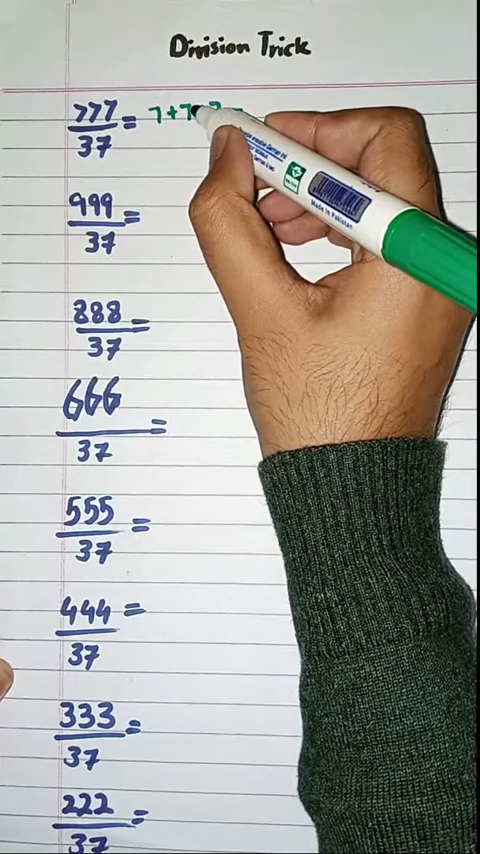 Division Trick
777/37 = 7+7
Made in Pakistan
999/37 =
888/37 =
666/37 =
555/37 =
444/37 =
333/37 =
222/37 =